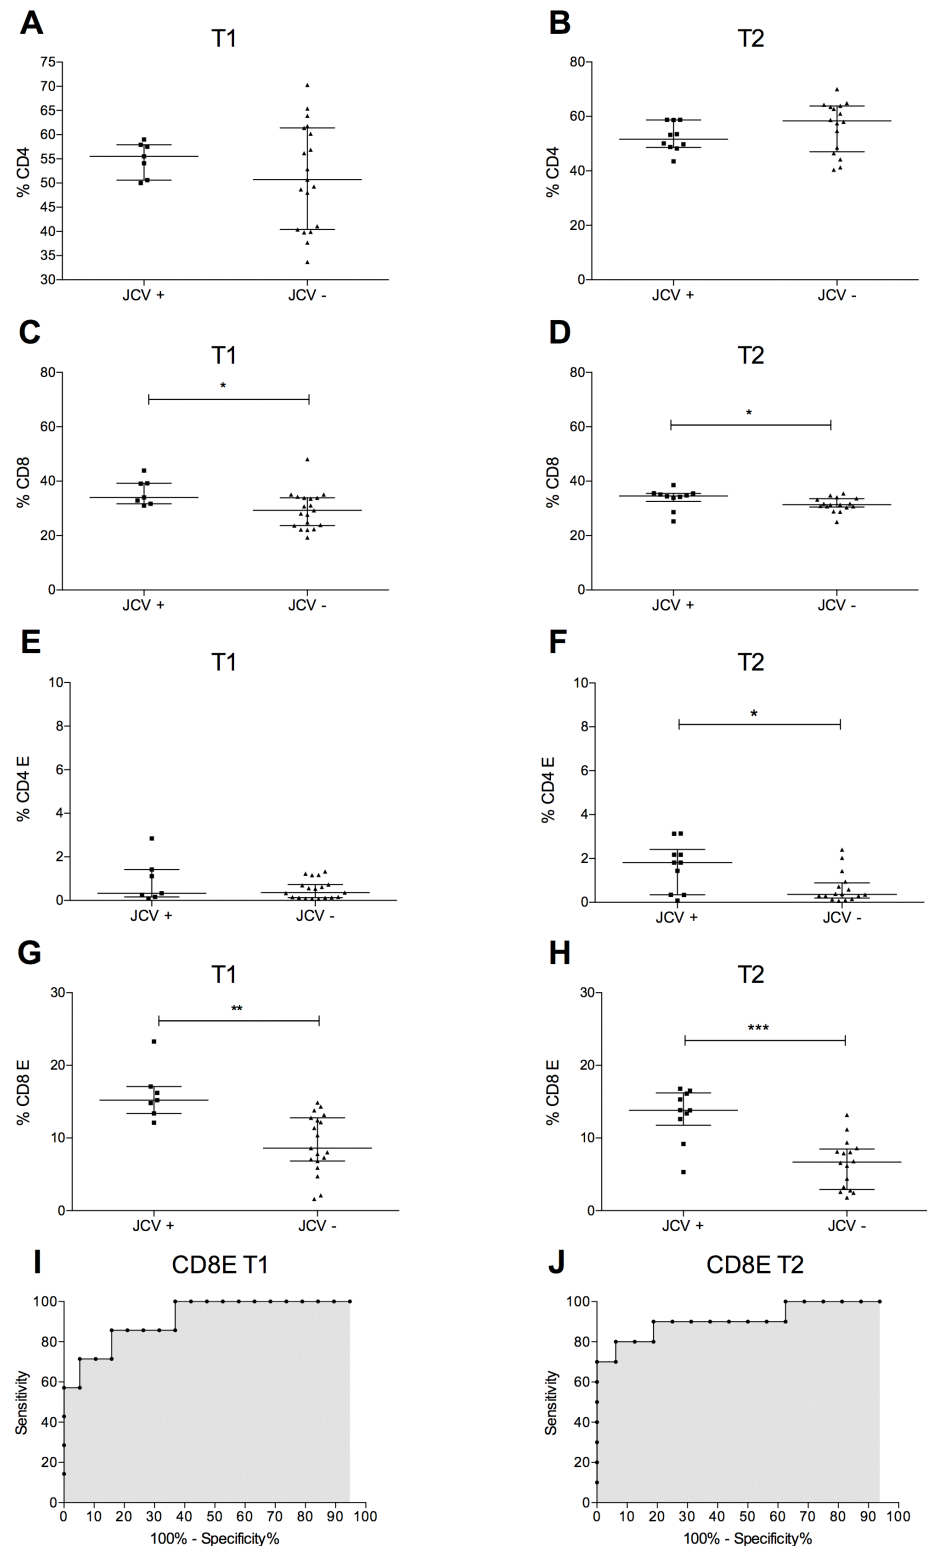 A
B
T1
T2
% CD4
75
70
65
60
55
50
45
40
35
30
JCV +
JCV -
% CD4
80
60
40
20
0
JCV +
JCV -
C
D
T1
T2
% CD8
80
60
40
20
0
*
JCV +
JCV -
% CD8
80
60
40
20
0
*
JCV +
JCV -
E
F
T1
T2
% CD4 E
10
8
6
4
2
0
JCV +
JCV -
% CD4 E
10
8
6
4
2
0
*
JCV +
JCV -
G
H
T1
T2
% CD8 E
30
20
10
0
**
JCV +
JCV -
% CD8 E
30
20
10
0
***
JCV +
JCV -
I
J
CD8E T1
CD8E T2
Sensitivity
100
80
60
40
20
0
0 10 20 30 40 50 60 70 80 90 100
100% - Specificity%
Sensitivity
100
80
60
40
20
0
0 10 20 30 40 50 60 70 80 90 100
100% - Specificity%